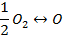 1/2 O₂ ↔ O